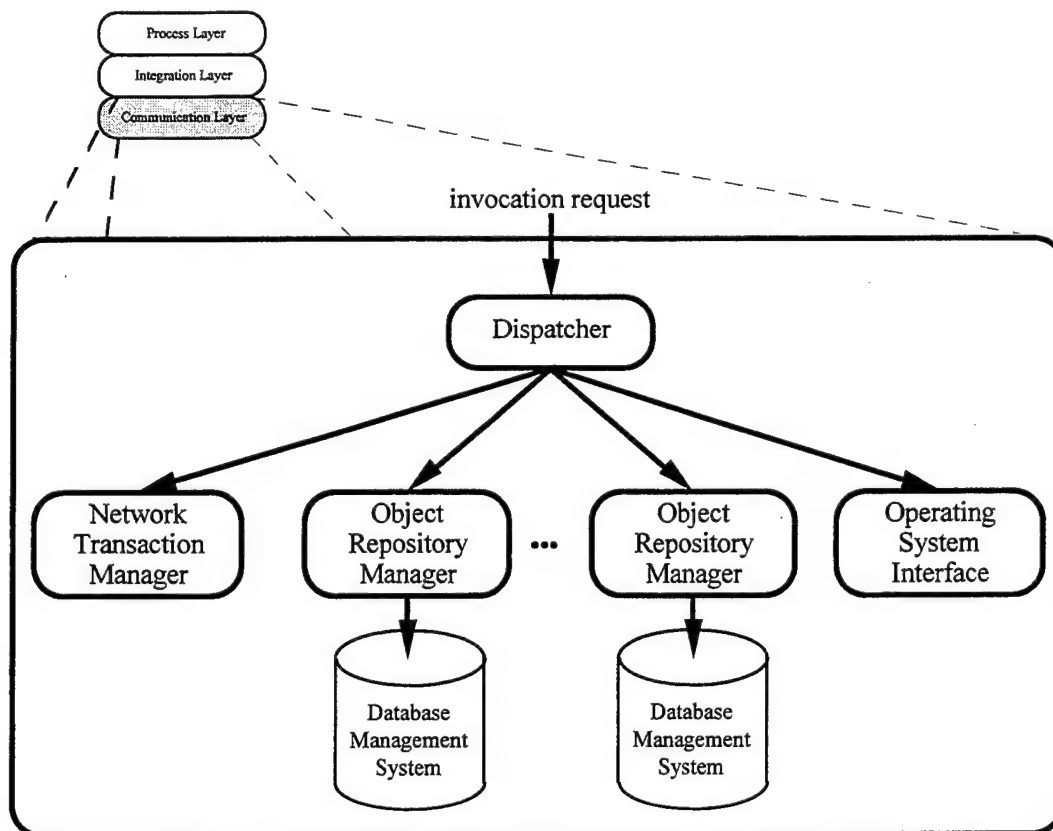 Process Layer
Integration Layer
Communication Layer
invocation request
Dispatcher
Network
Transaction
Manager
Object
Repository
Manager
...
Object
Repository
Manager
Operating
System
Interface
Database
Management
System
Database
Management
System